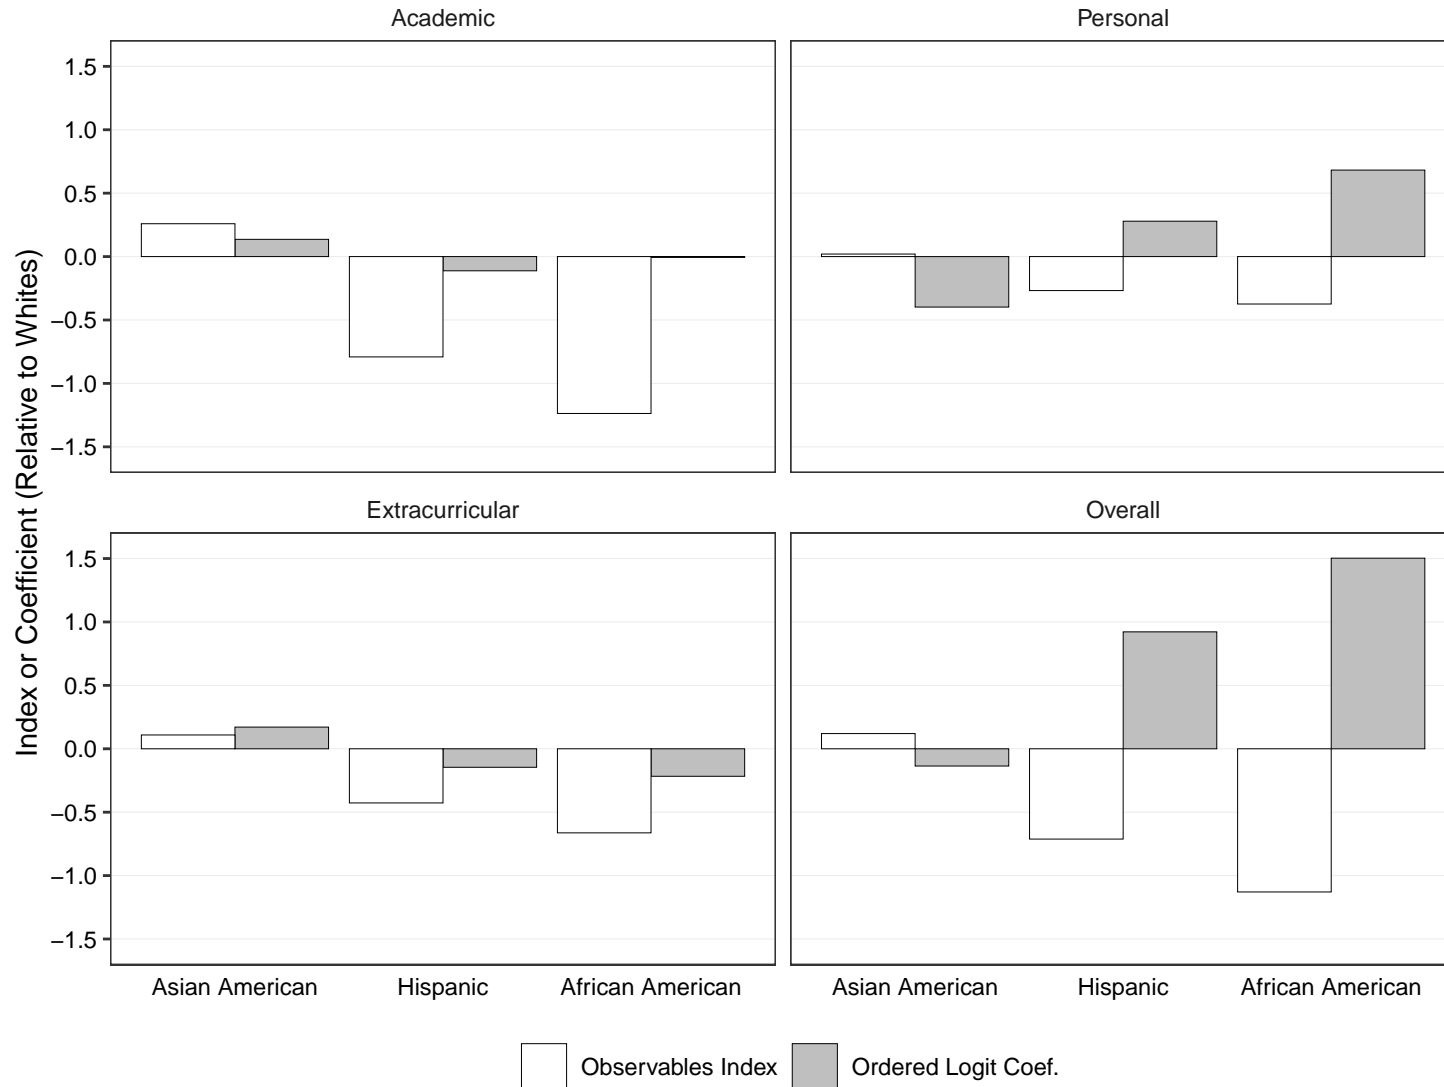 Academic
Personal
Index or Coefficient (Relative to Whites)
1.5
1.0
0.5
0.0
−0.5
−1.0
−1.5
Extracurricular
Overall
1.5
1.0
0.5
0.0
−0.5
−1.0
−1.5
Asian American Hispanic African American
Asian American Hispanic African American
Observables Index Ordered Logit Coef.